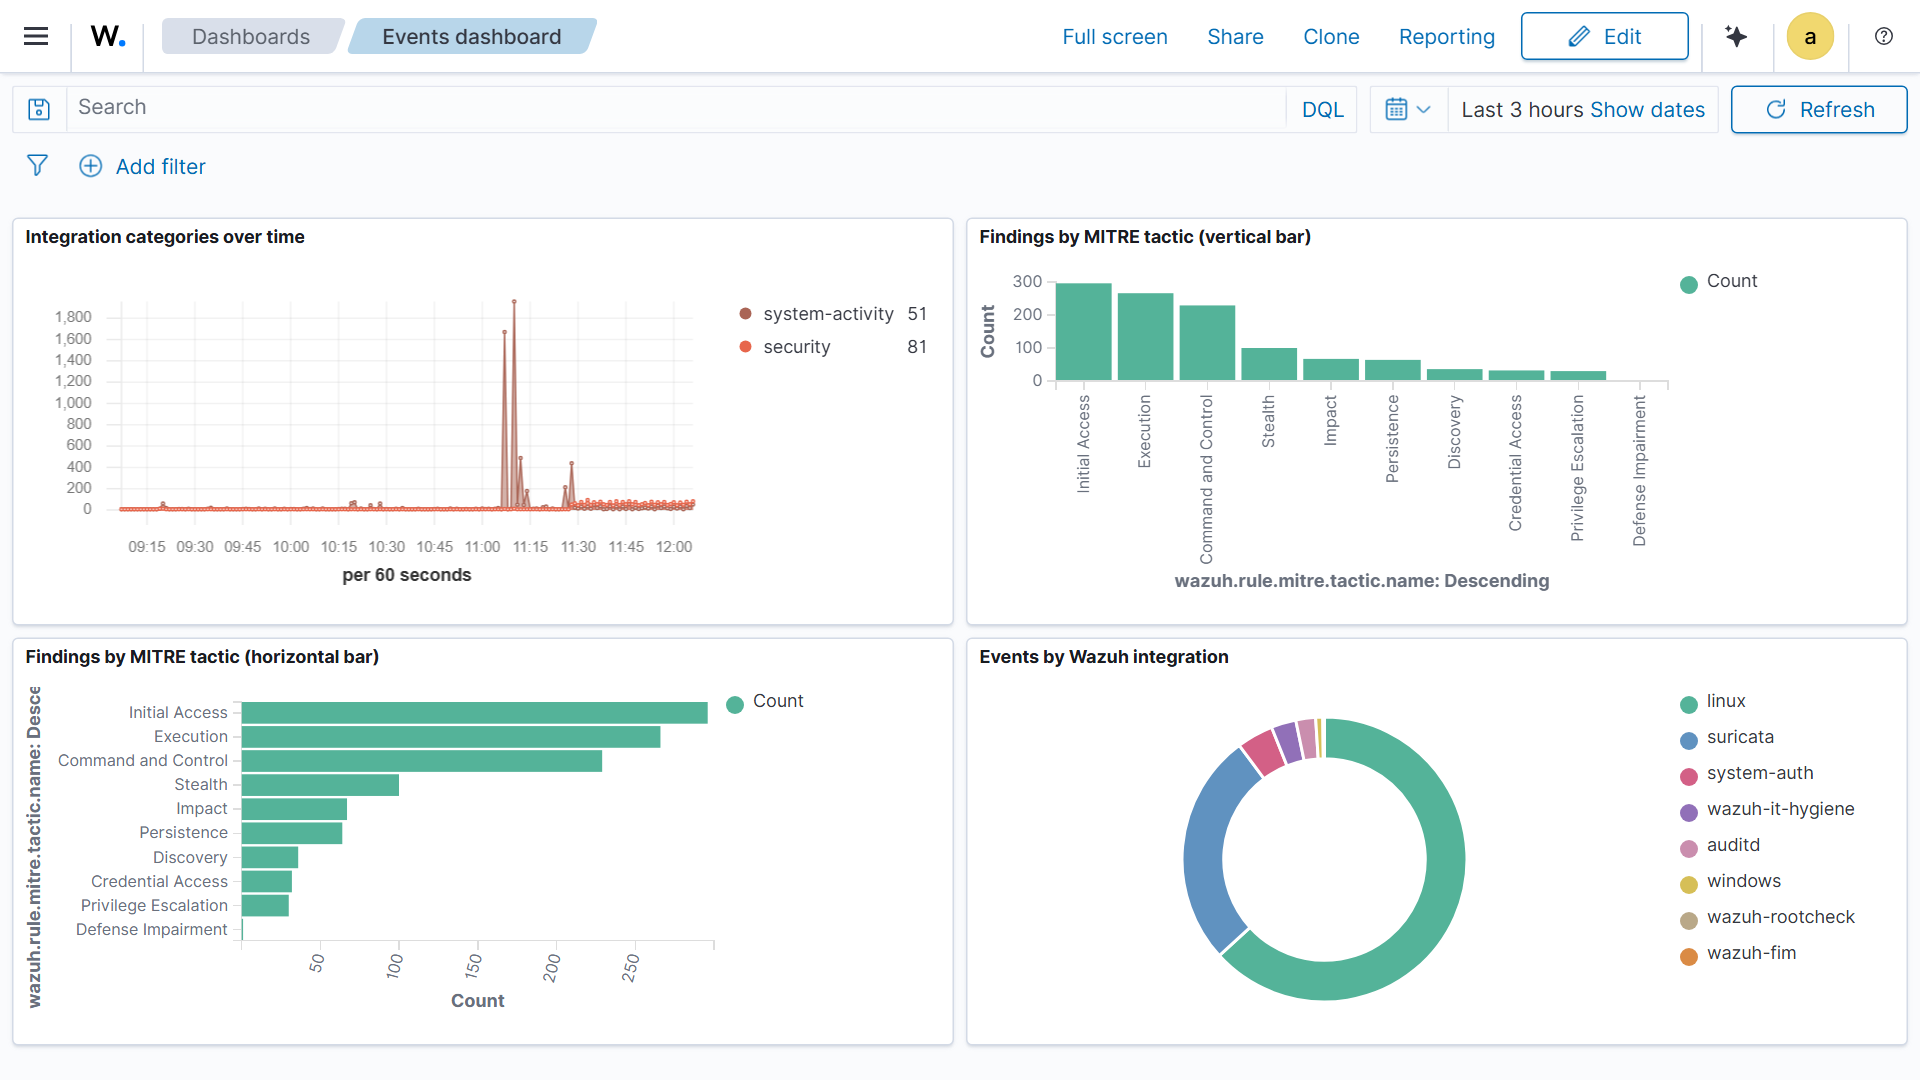 W.
Dashboards
Events dashboard
Full screen
Share
Clone
Reporting
Edit
a
Search
DQL
Last 3 hours Show dates
Refresh
Add filter
Integration categories over time
1,800
1,600
1,400
1,200
1,000
800
600
400
200
0
09:15 09:30 09:45 10:00 10:15 10:30 10:45 11:00 11:15 11:30 11:45 12:00
per 60 seconds
system-activity 51
security 81
Findings by MITRE tactic (vertical bar)
Count
300
200
100
0
Initial Access
Execution
Command and Control
Stealth
Impact
Persistence
Discovery
Credential Access
Privilege Escalation
Defense Impairment
wazuh.rule.mitre.tactic.name: Descending
Count
Findings by MITRE tactic (horizontal bar)
wazuh.rule.mitre.tactic.name: Desce
Initial Access
Execution
Command and Control
Stealth
Impact
Persistence
Discovery
Credential Access
Privilege Escalation
Defense Impairment
50 100 150 200 250
Count
Count
Events by Wazuh integration
linux
suricata
system-auth
wazuh-it-hygiene
auditd
windows
wazuh-rootcheck
wazuh-fim